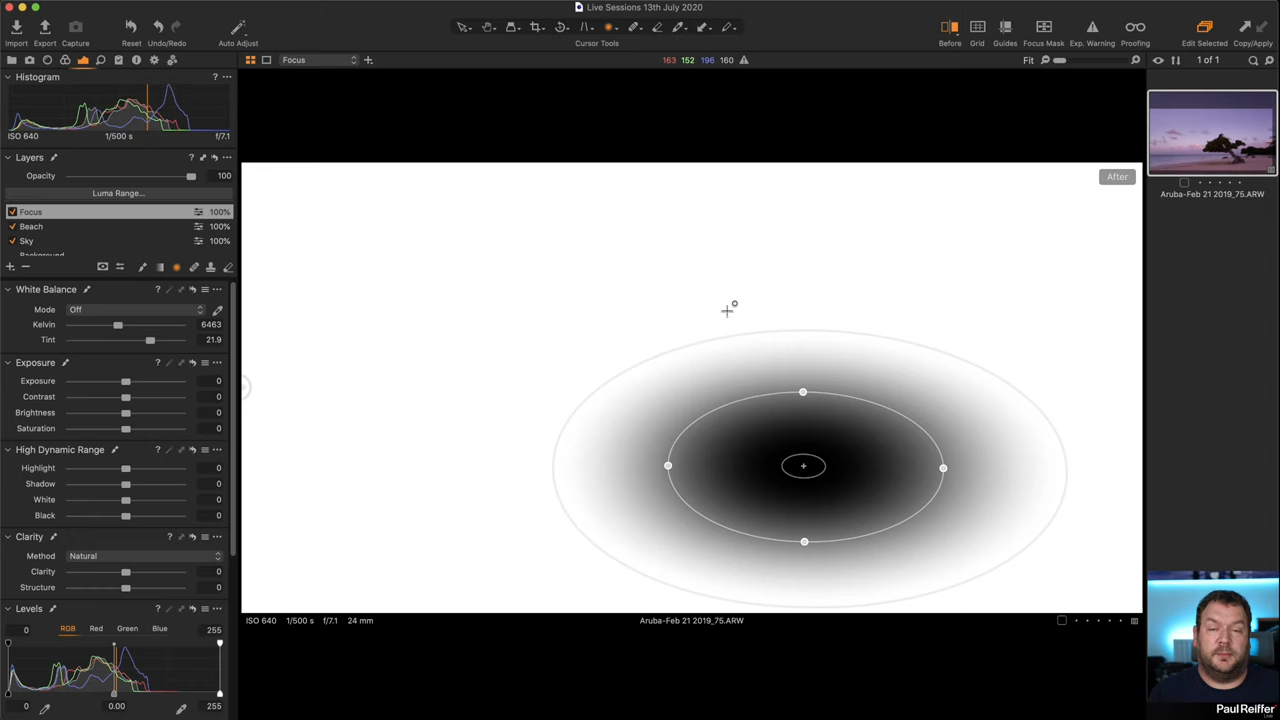 Live Sessions 13th July 2020
Import Export Capture Reset Undo/Redo Auto Adjust Cursor Tools Before Grid Guides Focus Mask Exp. Warning Proofing Edit Selected Copy/Apply
Focus 163 152 196 160 Fit 1 of 1
Histogram ? ...
ISO 640 1/500 s f/7.1
Layers ? ...
Opacity 100
Luma Range...
Focus 100%
Beach 100%
Sky 100%
Background
White Balance ? ...
Mode Off
Kelvin 6463
Tint 21.9
Exposure ? ...
Exposure 0
Contrast 0
Brightness 0
Saturation 0
High Dynamic Range ? ...
Highlight 0
Shadow 0
White 0
Black 0
Clarity ? ...
Method Natural
Clarity 0
Structure 0
Levels ? ...
0 RGB Red Green Blue 255
0 0.00 255
After
ISO 640 1/500 s f/7.1 24 mm Aruba-Feb 21 2019_75.ARW
Aruba-Feb 21 2019_75.ARW
PaulReiffer
Live